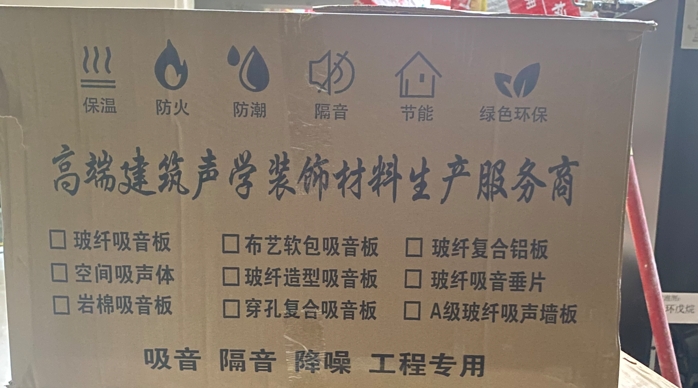 保温 防火 防潮 隔音 节能 绿色环保
高端建筑声学装饰材料生产服务商
玻纤吸音板 布艺软包吸音板 玻纤复合铝板
空间吸声体 玻纤造型吸音板 玻纤吸音垂片
岩棉吸音板 穿孔复合吸音板 A级玻纤吸声墙板
吸音 隔音 降噪 工程专用
环戊烷